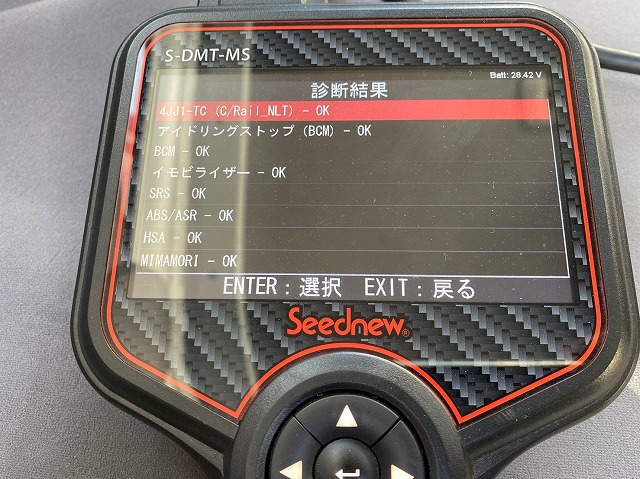 S-DMT-MS
Batt: 28.42 V
診断結果
4JJ1-TC (C/Rail_NLT) - OK
アイドリングストップ (BCM) - OK
BCM - OK
イモビライザー - OK
SRS - OK
ABS/ASR - OK
HSA - OK
MIMAMORI - OK
ENTER：選択 EXIT：戻る
Seednew®